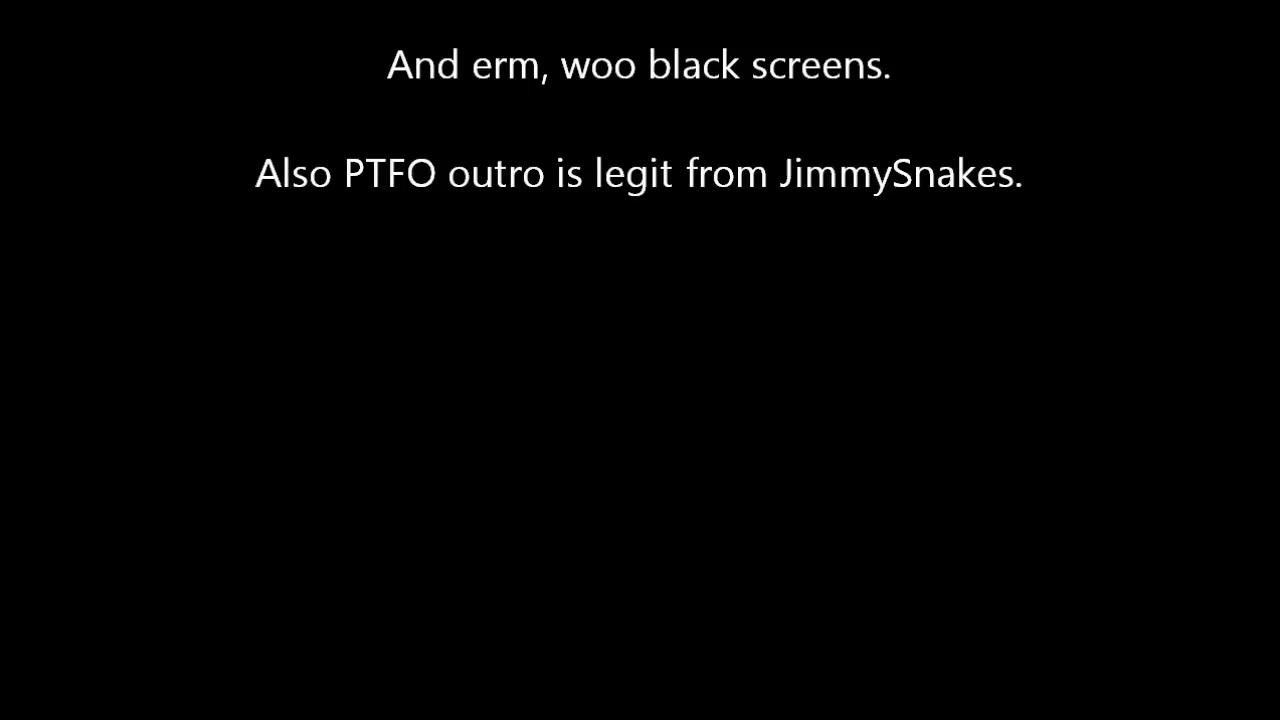 And erm, woo black screens.
Also PTFO outro is legit from JimmySnakes.